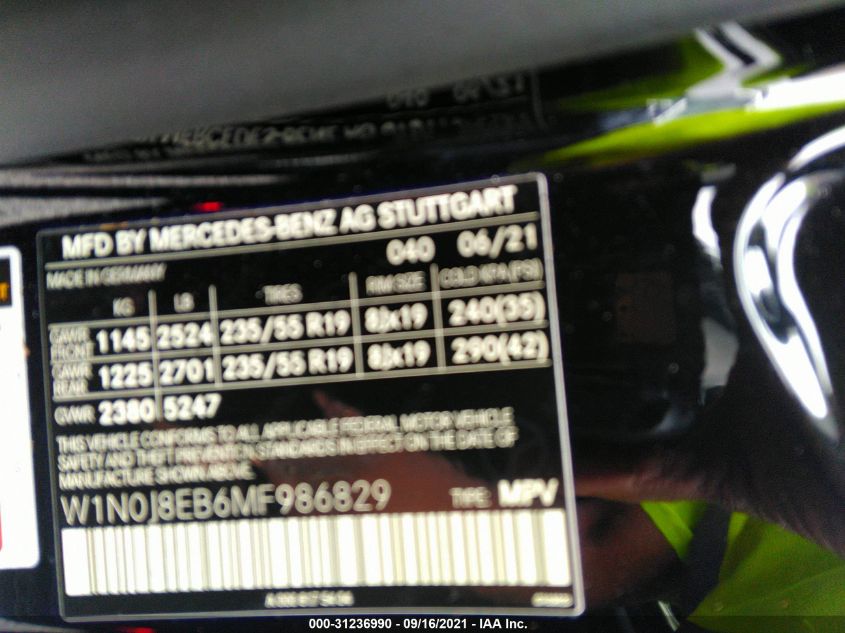 MFD BY MERCEDES-BENZ AG STUTTGART
040 06/21
MADE IN GERMANY
KG LB TIRES RIM SIZE COLD KPA(PSI)
GAWR FRONT 1145 2524 235/55 R19 8Jx19 240(35)
GAWR REAR 1225 2701 235/55 R19 8Jx19 290(42)
GVWR 2380 5247
THIS VEHICLE CONFORMS TO ALL APPLICABLE FEDERAL MOTOR VEHICLE
SAFETY AND THEFT PREVENTION STANDARDS IN EFFECT ON THE DATE OF
MANUFACTURE SHOWN ABOVE.
W1N0J8EB6MF986829 TYPE: MPV
000-31236990 - 09/16/2021 - IAA Inc.